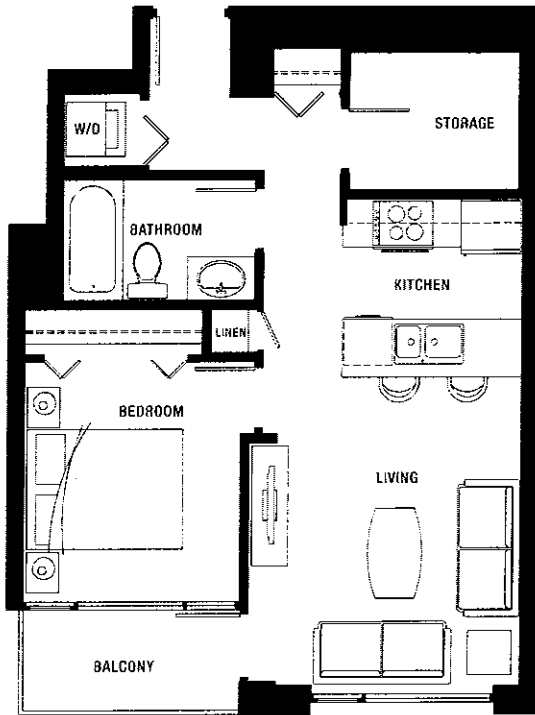 W/D
STORAGE
BATHROOM
KITCHEN
LINEN
BEDROOM
LIVING
BALCONY